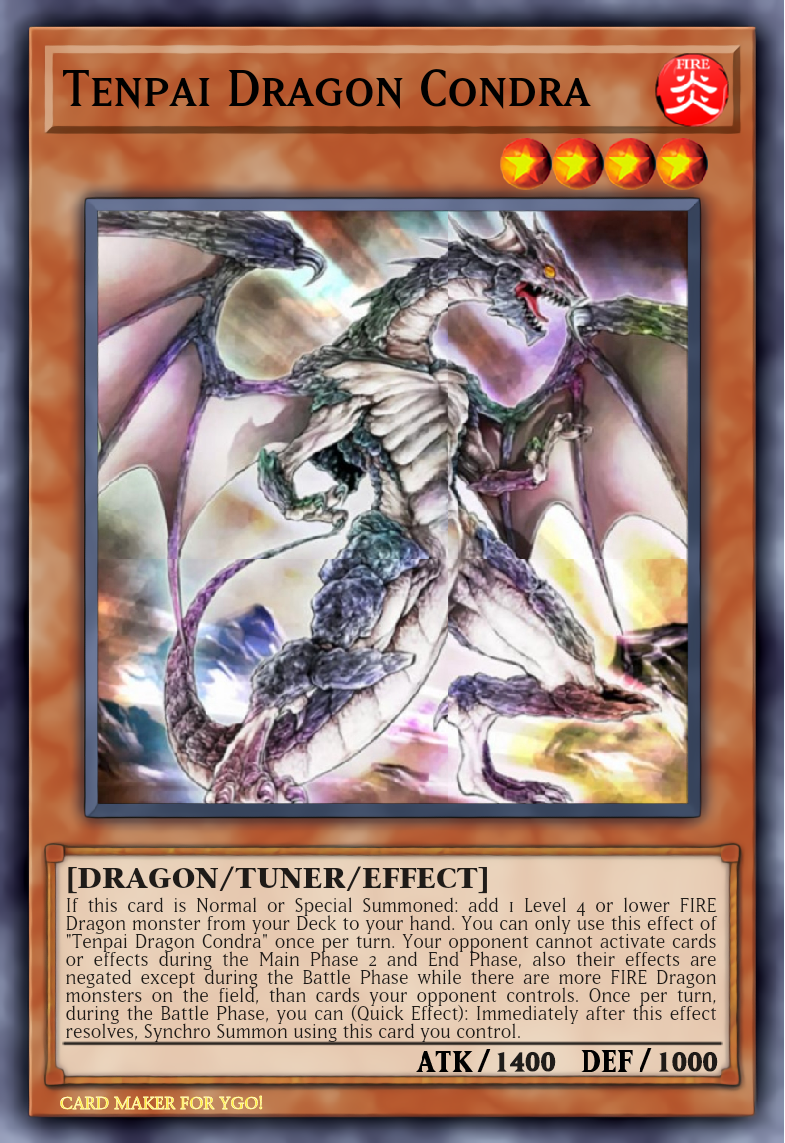 Tenpai Dragon Condra
FIRE
炎
[DRAGON/TUNER/EFFECT]
If this card is Normal or Special Summoned: add 1 Level 4 or lower FIRE
Dragon monster from your Deck to your hand. You can only use this effect of
"Tenpai Dragon Condra" once per turn. Your opponent cannot activate cards
or effects during the Main Phase 2 and End Phase, also their effects are
negated except during the Battle Phase while there are more FIRE Dragon
monsters on the field, than cards your opponent controls. Once per turn,
during the Battle Phase, you can (Quick Effect): Immediately after this effect
resolves, Synchro Summon using this card you control.
ATK / 1400 DEF / 1000
CARD MAKER FOR YGO!